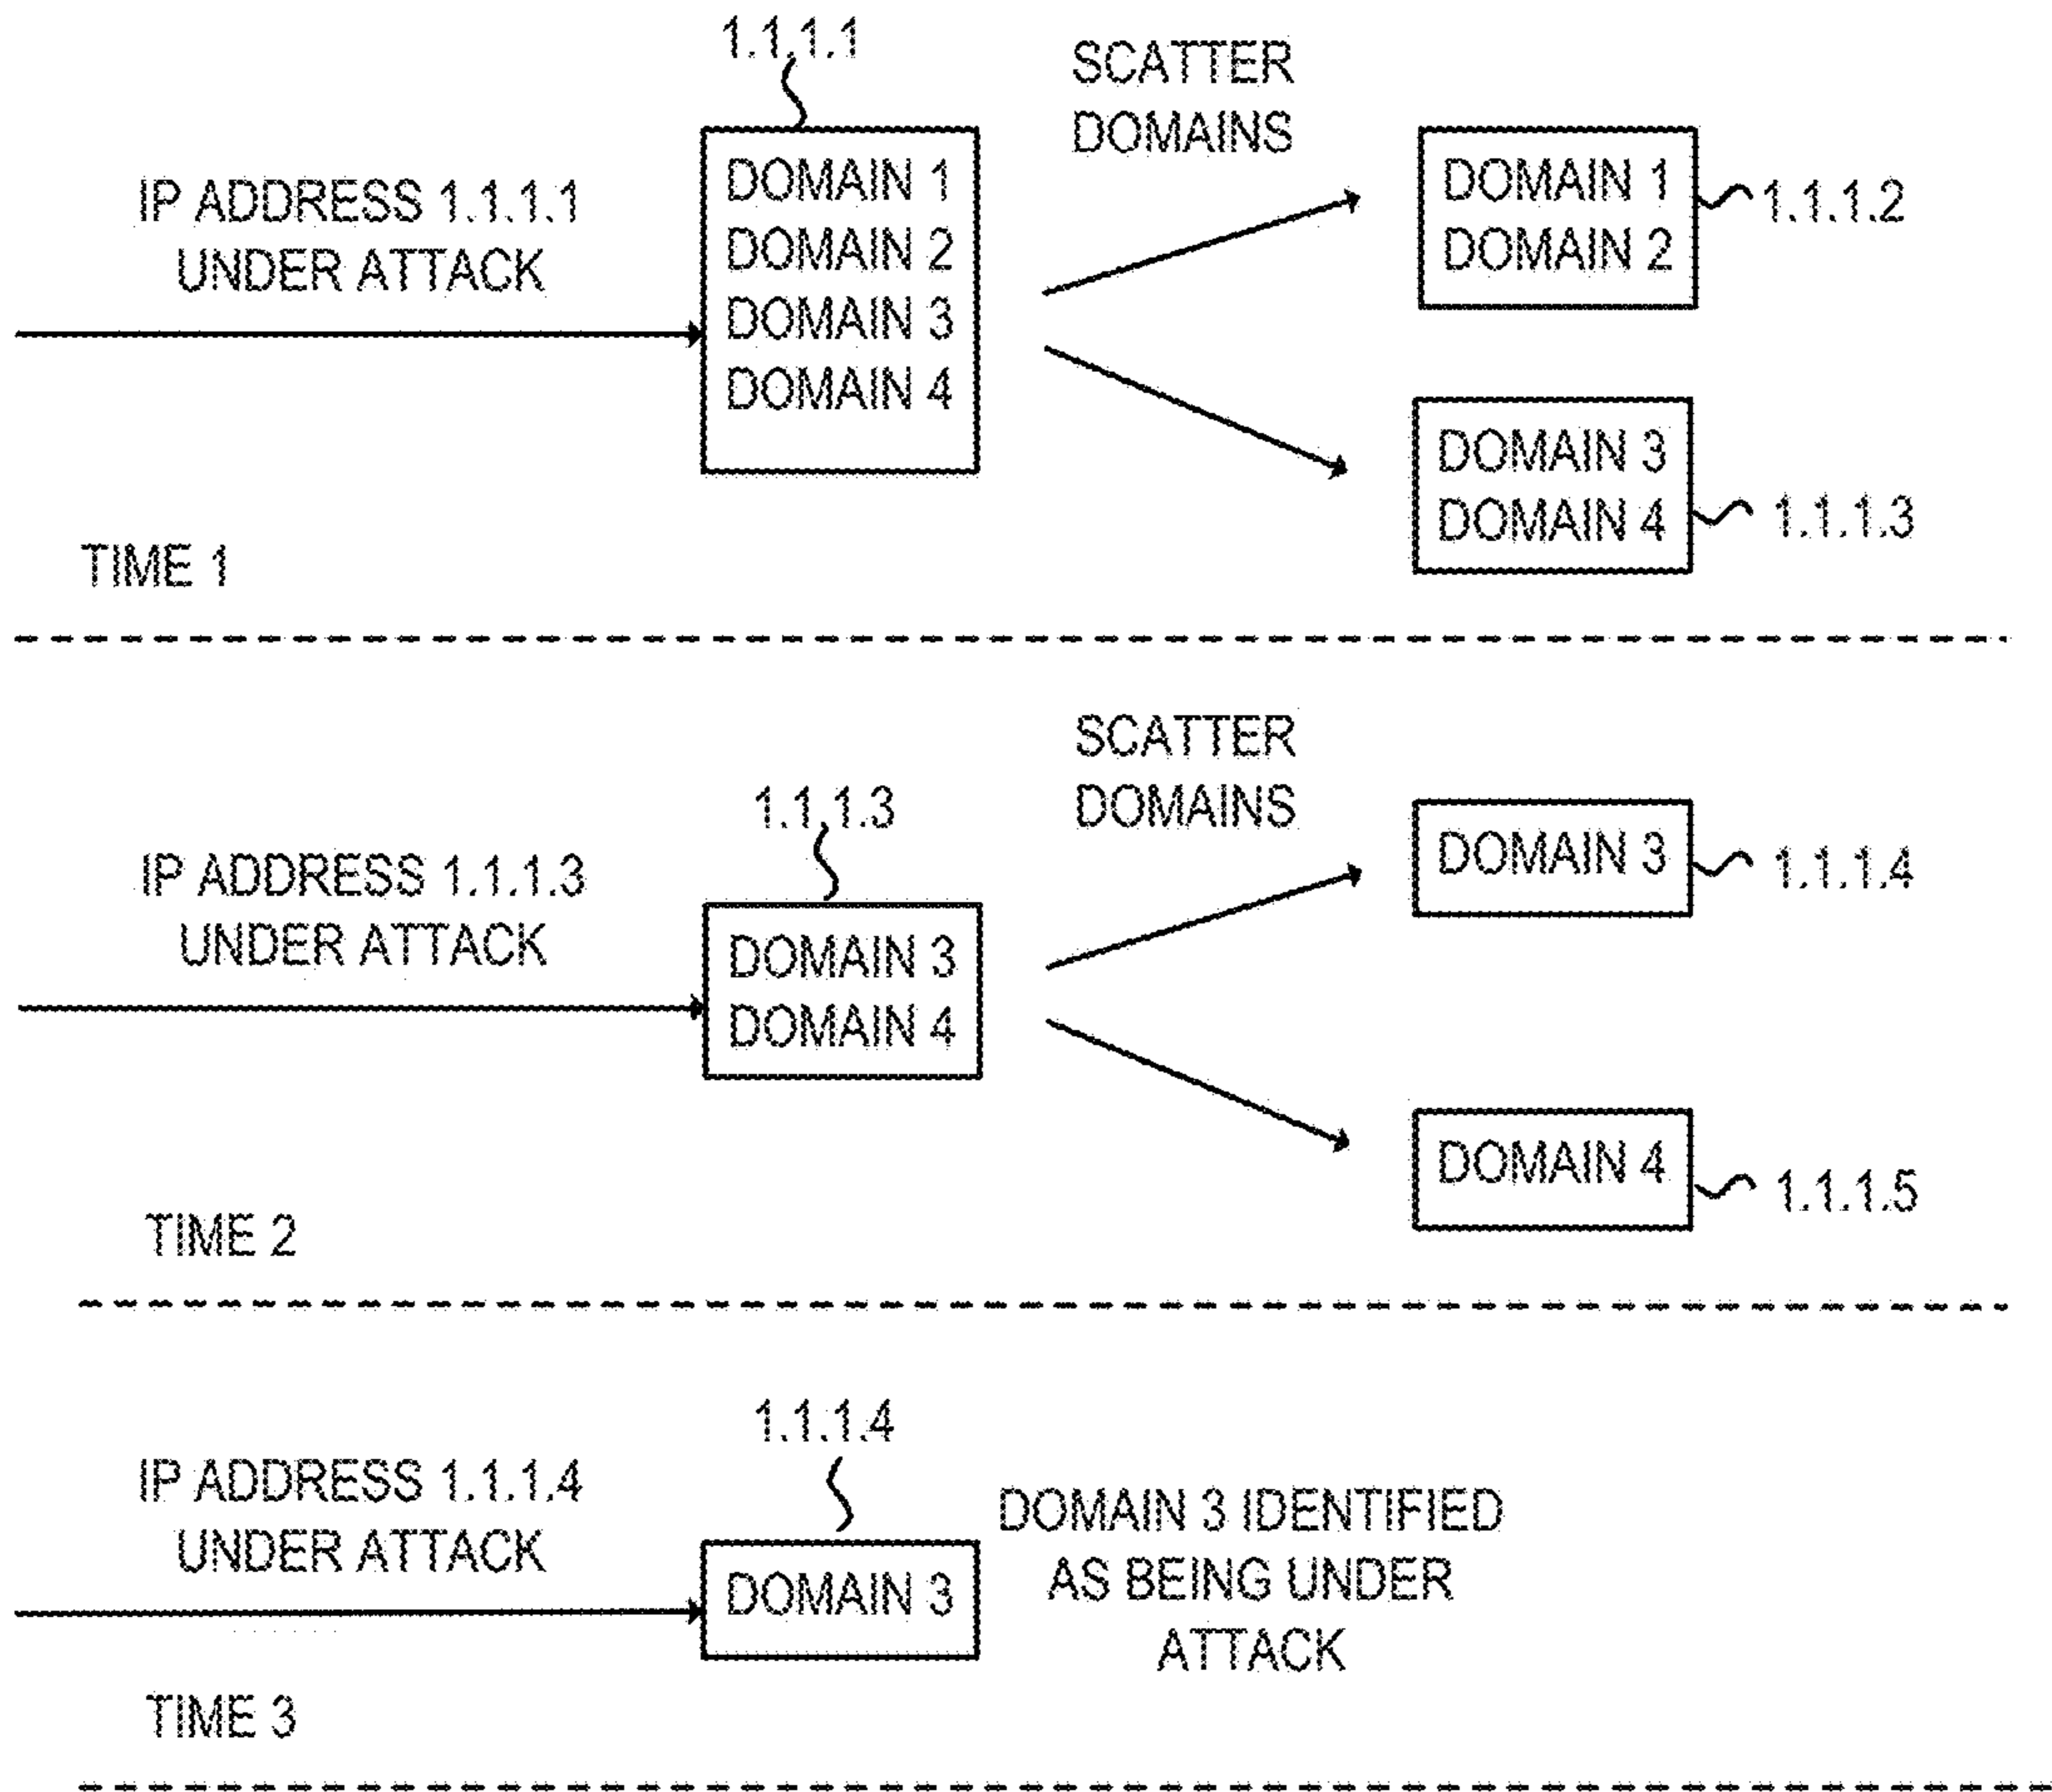 1.1.1.1
SCATTER
DOMAINS
IP ADDRESS 1.1.1.1
UNDER ATTACK
DOMAIN 1
DOMAIN 2
DOMAIN 3
DOMAIN 4
DOMAIN 1
DOMAIN 2
1.1.1.2
DOMAIN 3
DOMAIN 4
1.1.1.3
TIME 1
SCATTER
DOMAINS
1.1.1.3
IP ADDRESS 1.1.1.3
UNDER ATTACK
DOMAIN 3
DOMAIN 4
DOMAIN 3
1.1.1.4
DOMAIN 4
1.1.1.5
TIME 2
1.1.1.4
IP ADDRESS 1.1.1.4
UNDER ATTACK
DOMAIN 3
DOMAIN 3 IDENTIFIED
AS BEING UNDER
ATTACK
TIME 3